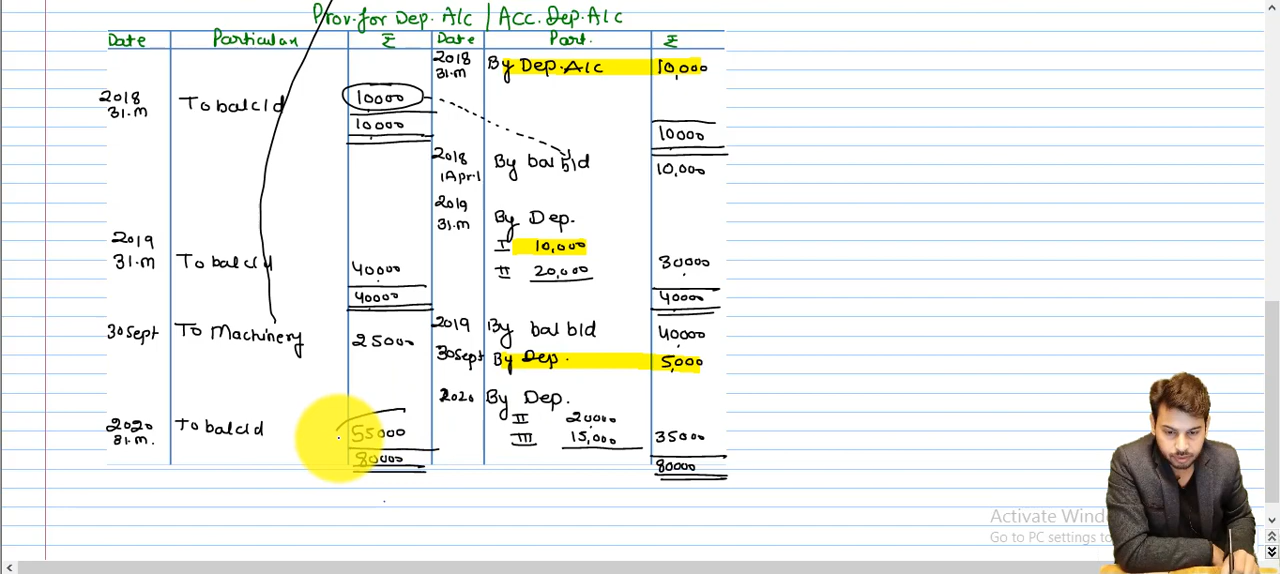 Prov. for Dep. A/c | Acc. Dep. A/c
Date Particulars ₹ Date Part. ₹
2018 31.M By Dep. A/c 10,000
2018 31.M To bal c/d 10000
10000 10000
2018 1 April By bal b/d 10,000
2019 31.M By Dep.
I 10,000
II 20,000 30000
2019 31.M To bal c/d 40000
40000 40000
30 Sept To Machinery 25000 2019 By bal b/d 40000
30 Sept By Dep. 5,000
2020 By Dep.
II 20000
III 15,000 35000
2020 31.M. To bal c/d 55000
80000 80000
Activate Wind
Go to PC settings to